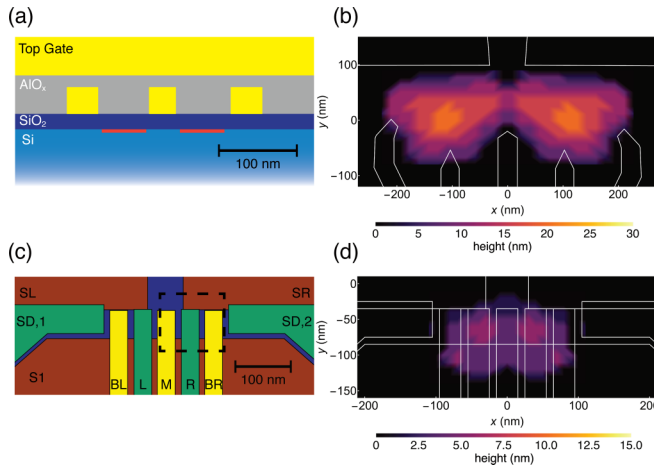 (a)
Top Gate
AlOₓ
SiO₂
Si
100 nm
(b)
y (nm)
100
0
−100
−200
−100
0
100
200
x (nm)
0
5
10
15
20
25
30
height (nm)
(c)
SL
SR
SD,1
SD,2
S1
BL
L
M
R
BR
100 nm
(d)
y (nm)
0
−50
−100
−150
−200
−100
0
100
200
x (nm)
0
2.5
5.0
7.5
10.0
12.5
15.0
height (nm)